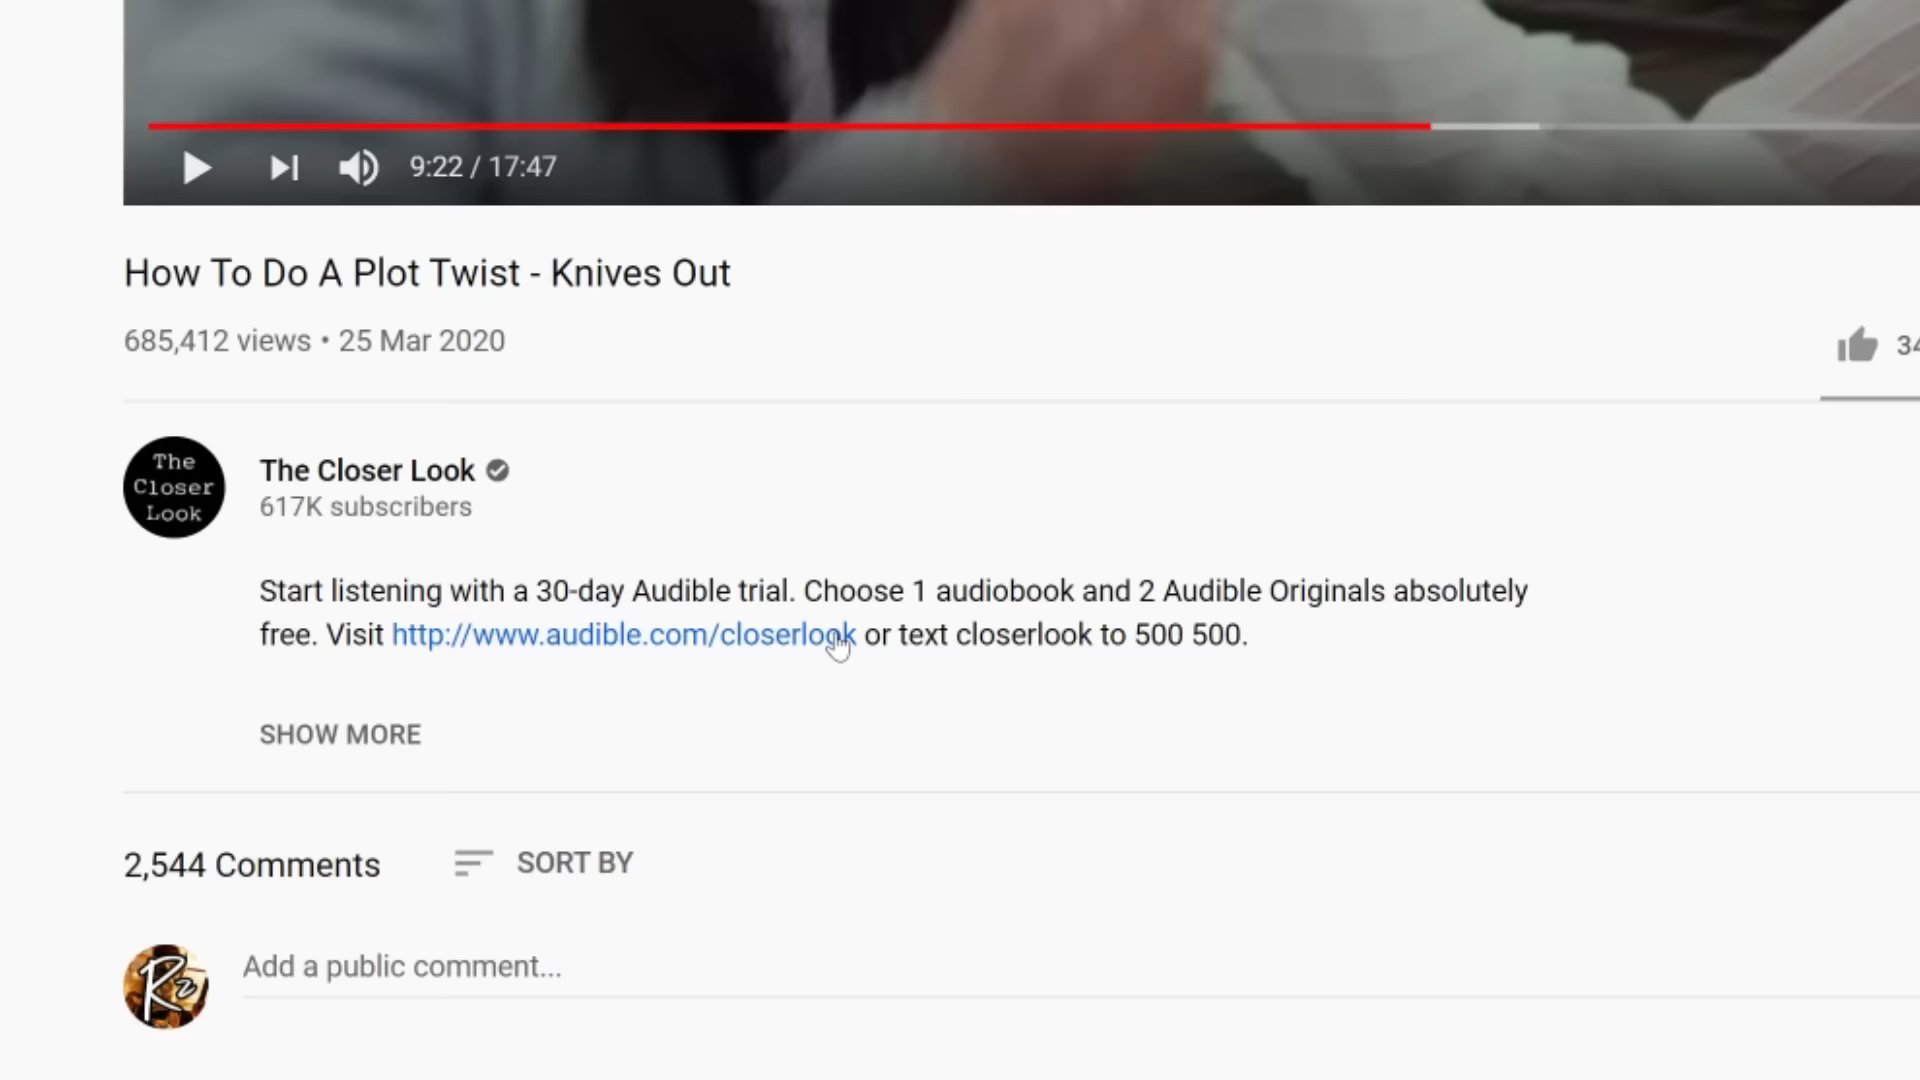 9:22 / 17:47
How To Do A Plot Twist - Knives Out
685,412 views • 25 Mar 2020
34
The
Closer
Look
The Closer Look
617K subscribers
Start listening with a 30-day Audible trial. Choose 1 audiobook and 2 Audible Originals absolutely
free. Visit http://www.audible.com/closerlook or text closerlook to 500 500.
SHOW MORE
2,544 Comments
SORT BY
Rz
Add a public comment...